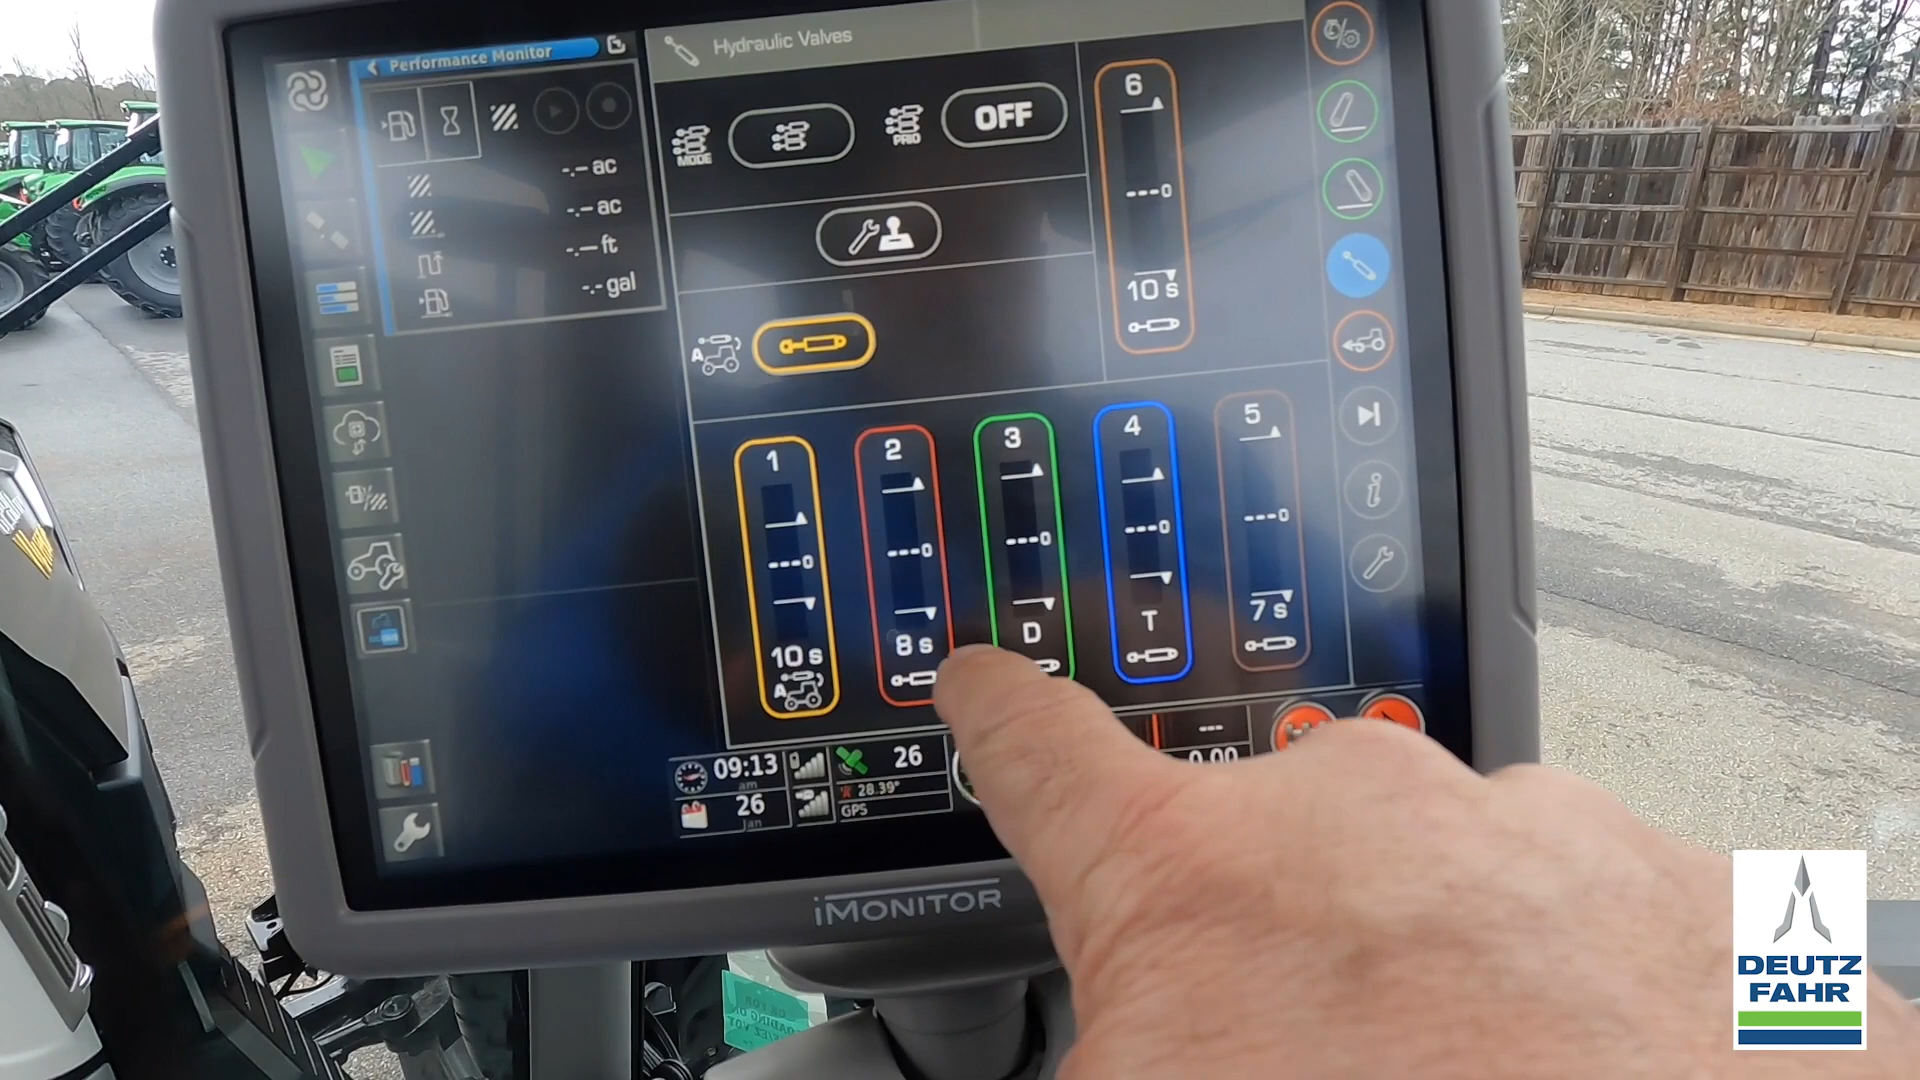 Performance Monitor
-.-- ac
-.-- ac
-.-- ft
-.- gal
Hydraulic Valves
MODE
PRIO
OFF
6
---0
10 s
A
1
---0
10 s
A
2
---0
8 s
3
---0
D
4
---0
T
5
---0
7 s
i
09:13
am
26
Jan
26
28.39°
GPS
---
0.00
iMONITOR
DEUTZ
FAHR